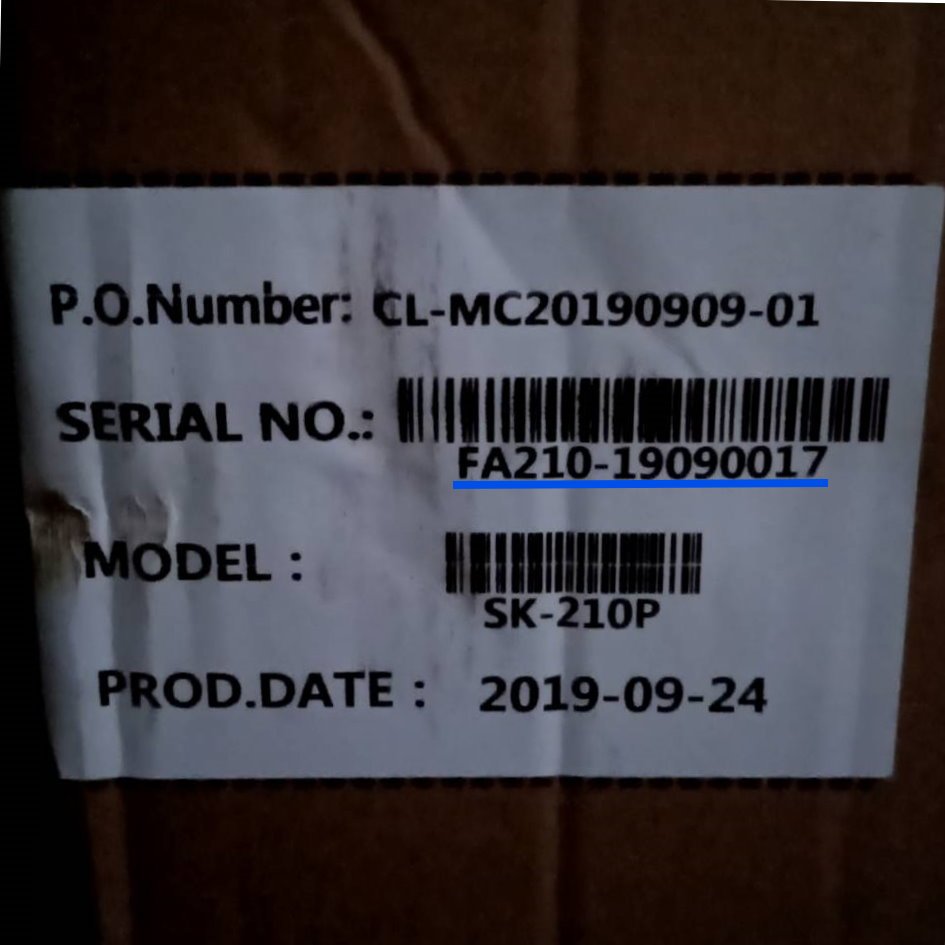 P.O.Number: CL-MC20190909-01
SERIAL NO.:
FA210-19090017
MODEL :
SK-210P
PROD.DATE : 2019-09-24